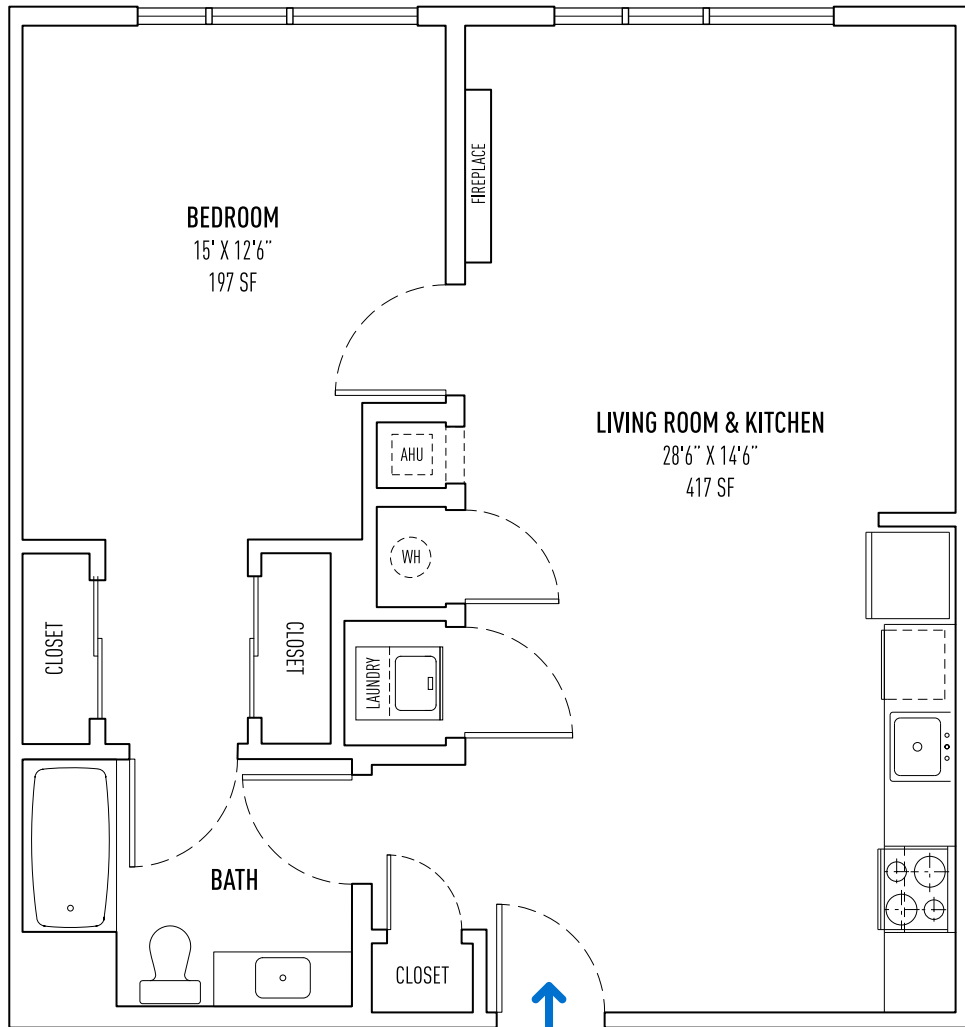 BEDROOM
15' X 12'6”
197 SF
FIREPLACE
LIVING ROOM & KITCHEN
28'6” X 14'6”
417 SF
AHU
WH
CLOSET
CLOSET
LAUNDRY
BATH
CLOSET